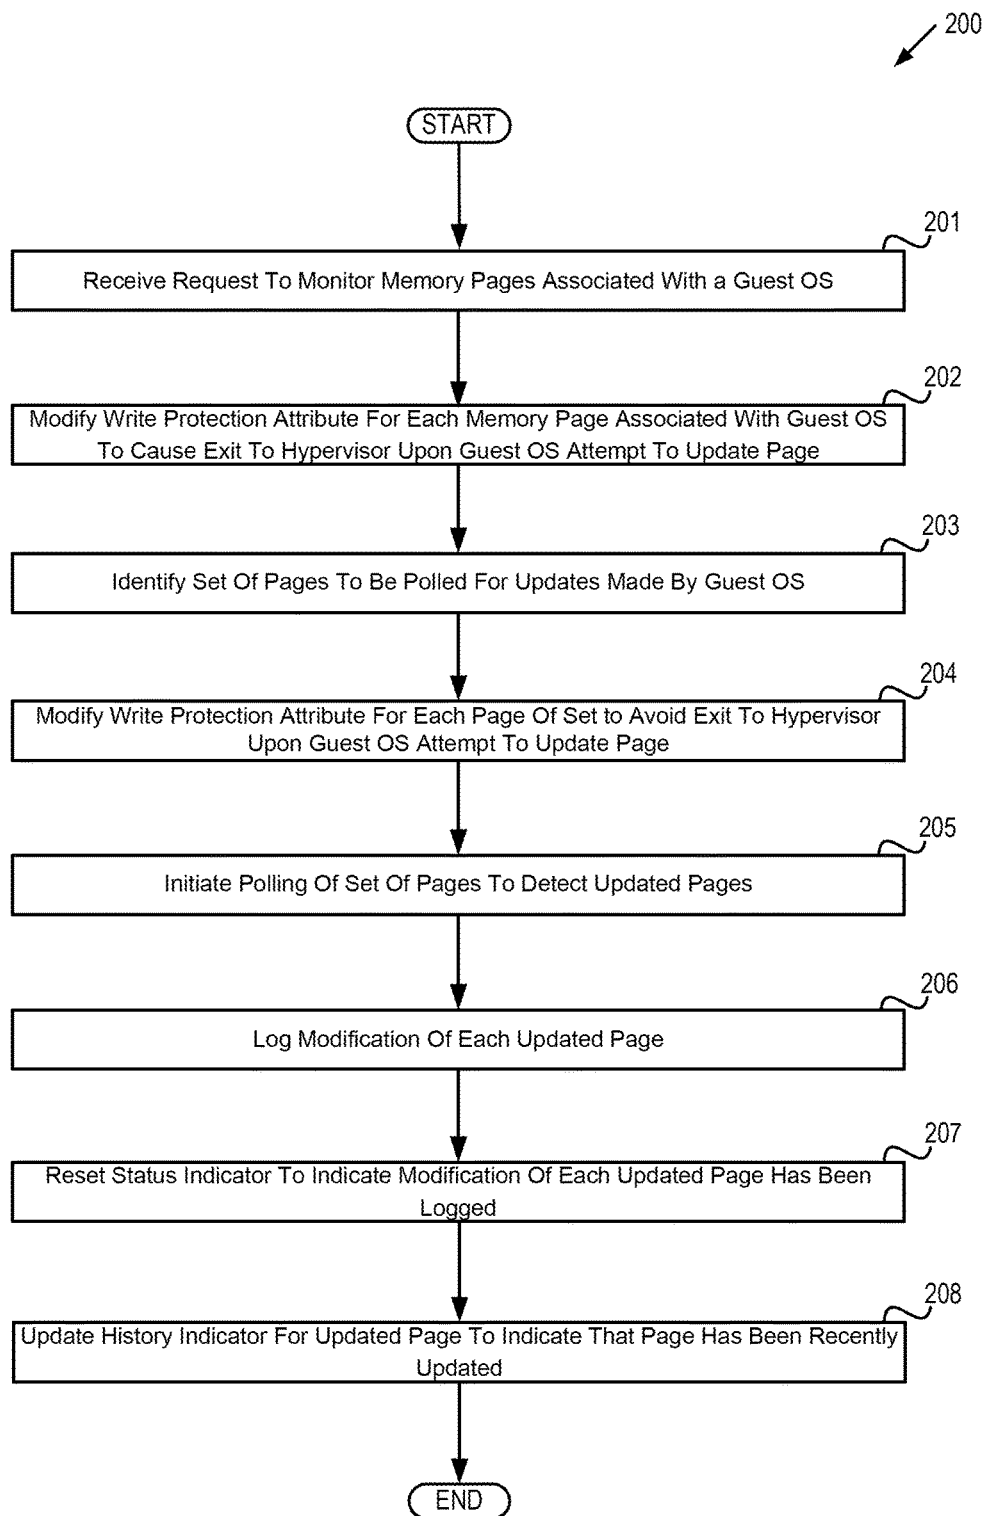 200
START
201
Receive Request To Monitor Memory Pages Associated With a Guest OS
202
Modify Write Protection Attribute For Each Memory Page Associated With Guest OS
To Cause Exit To Hypervisor Upon Guest OS Attempt To Update Page
203
Identify Set Of Pages To Be Polled For Updates Made By Guest OS
204
Modify Write Protection Attribute For Each Page Of Set to Avoid Exit To Hypervisor
Upon Guest OS Attempt To Update Page
205
Initiate Polling Of Set Of Pages To Detect Updated Pages
206
Log Modification Of Each Updated Page
207
Reset Status Indicator To Indicate Modification Of Each Updated Page Has Been
Logged
208
Update History Indicator For Updated Page To Indicate That Page Has Been Recently
Updated
END